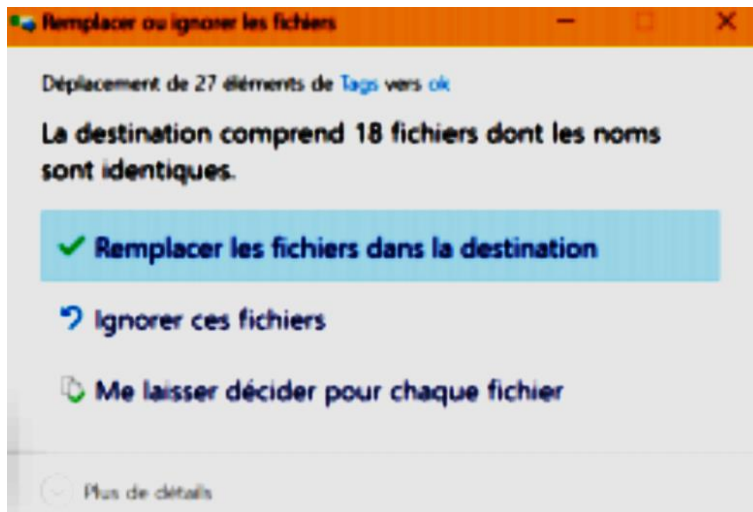 Remplacer ou ignorer les fichiers
Déplacement de 27 éléments de Tags vers ok
La destination comprend 18 fichiers dont les noms
sont identiques.
Remplacer les fichiers dans la destination
Ignorer ces fichiers
Me laisser décider pour chaque fichier
Plus de détails